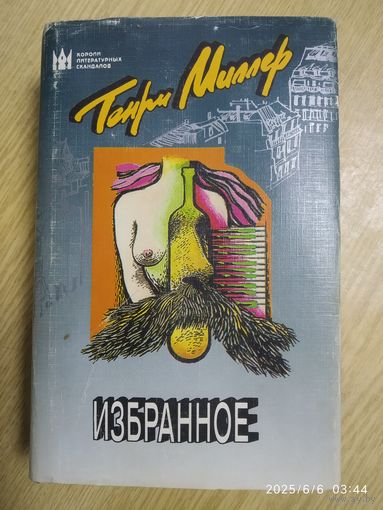 КОРОЛИ
ЛИТЕРАТУРНЫХ
СКАНДАЛОВ
Генри Миллер
ИЗБРАННОЕ
2025/6/6 03:44